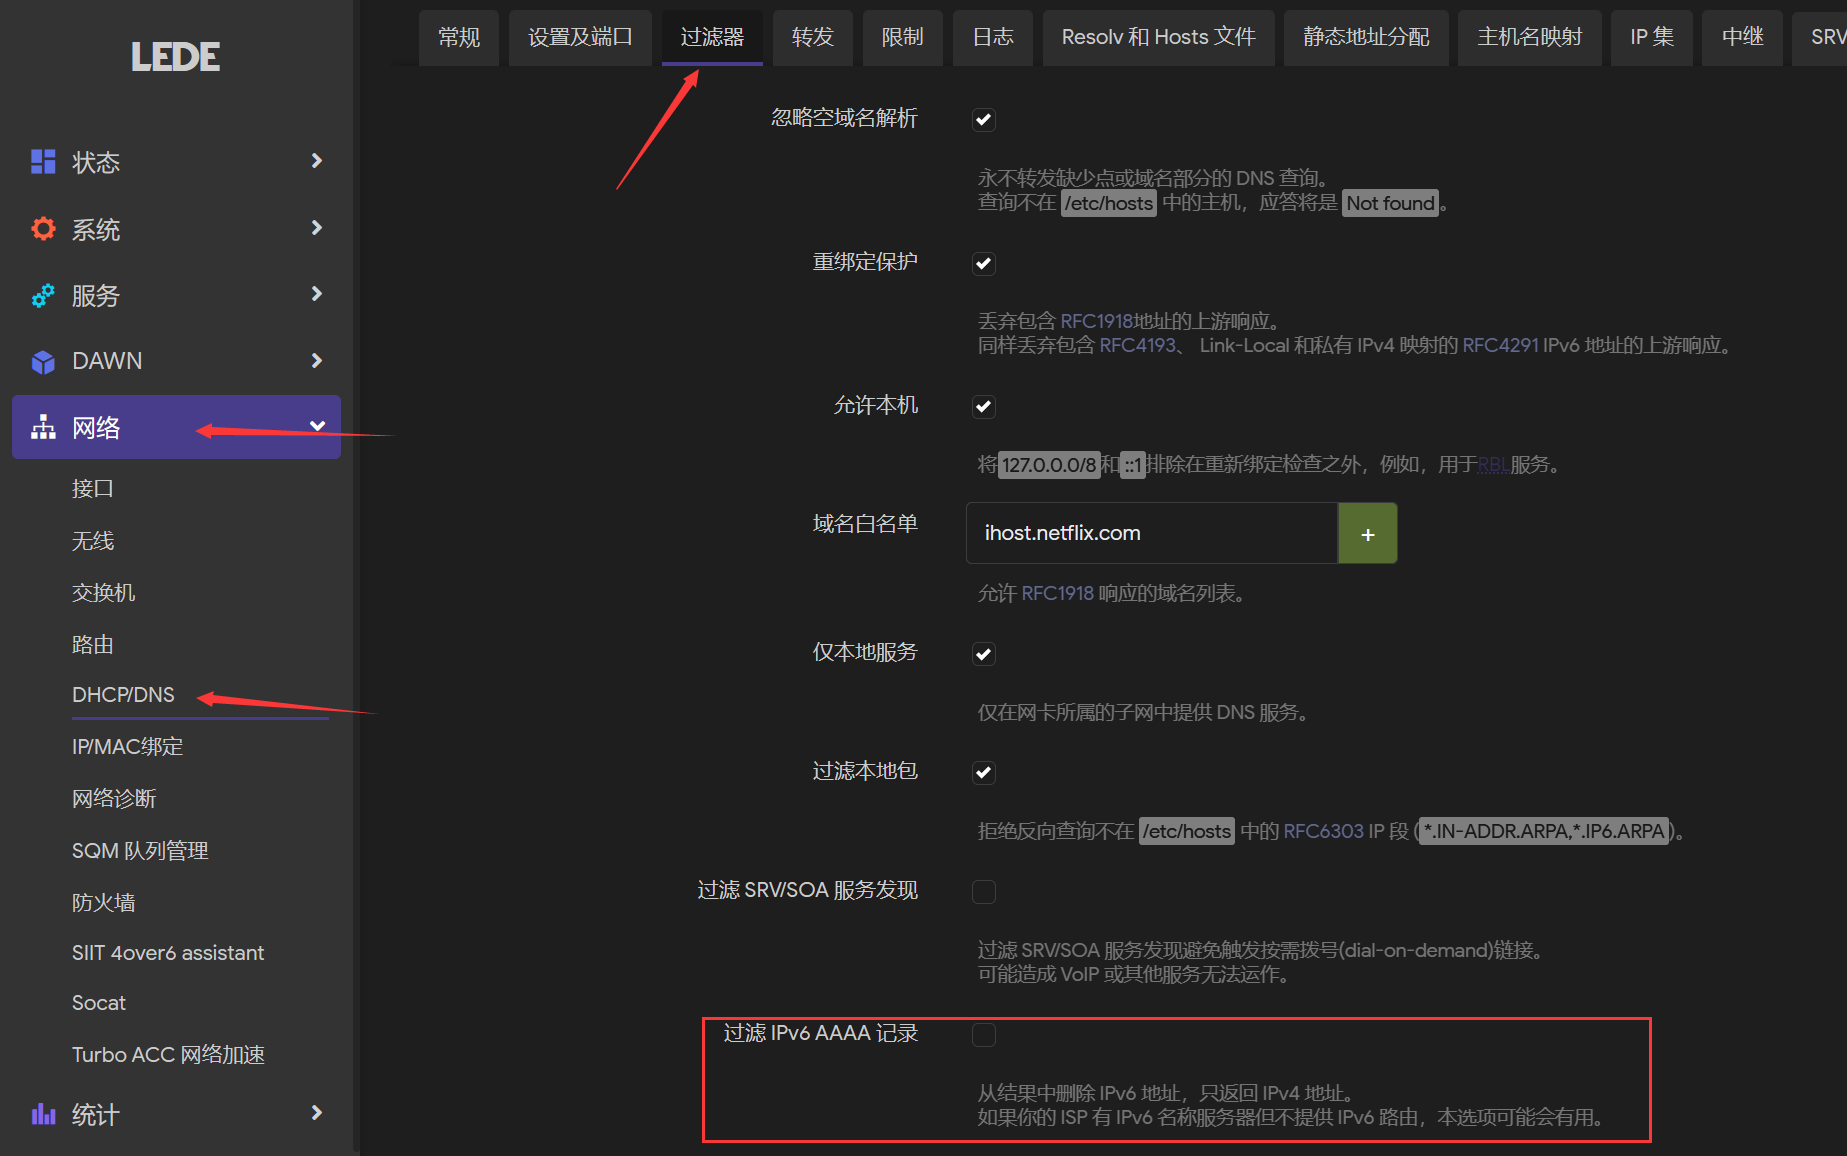 LEDE
状态
系统
服务
DAWN
网络
接口
无线
交换机
路由
DHCP/DNS
IP/MAC绑定
网络诊断
SQM 队列管理
防火墙
SIIT 4over6 assistant
Socat
Turbo ACC 网络加速
统计
常规 设置及端口 过滤器 转发 限制 日志 Resolv 和 Hosts 文件 静态地址分配 主机名映射 IP 集 中继 SRV
忽略空域名解析
永不转发缺少点或域名部分的 DNS 查询。
查询不在 /etc/hosts 中的主机，应答将是 Not found 。
重绑定保护
丢弃包含 RFC1918地址的上游响应。
同样丢弃包含 RFC4193、 Link-Local 和私有 IPv4 映射的 RFC4291 IPv6 地址的上游响应。
允许本机
将 127.0.0.0/8 和 ::1 排除在重新绑定检查之外，例如，用于RBL服务。
域名白名单
ihost.netflix.com +
允许 RFC1918 响应的域名列表。
仅本地服务
仅在网卡所属的子网中提供 DNS 服务。
过滤本地包
拒绝反向查询不在 /etc/hosts 中的 RFC6303 IP 段 ( *.IN-ADDR.ARPA,*.IP6.ARPA )。
过滤 SRV/SOA 服务发现
过滤 SRV/SOA 服务发现避免触发按需拨号(dial-on-demand)链接。
可能造成 VoIP 或其他服务无法运作。
过滤 IPv6 AAAA 记录
从结果中删除 IPv6 地址，只返回 IPv4 地址。
如果你的 ISP 有 IPv6 名称服务器但不提供 IPv6 路由，本选项可能会有用。